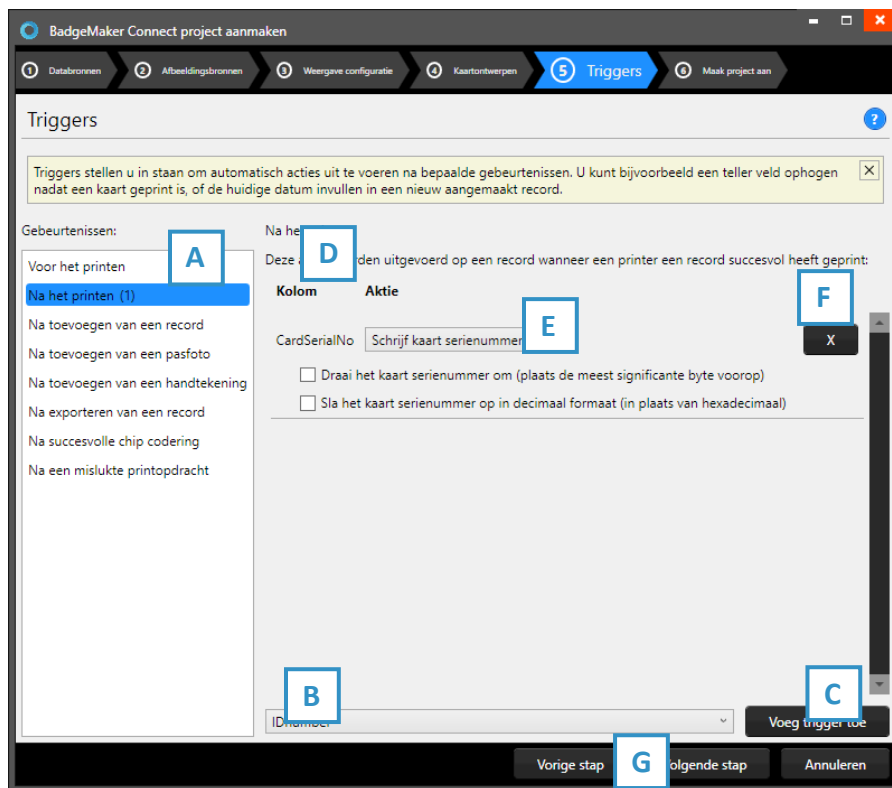 BadgeMaker Connect project aanmaken
1 Databronnen 2 Afbeeldingsbronnen 3 Weergave configuratie 4 Kaartontwerpen 5 Triggers 6 Maak project aan
Triggers ?
Triggers stellen u in staan om automatisch acties uit te voeren na bepaalde gebeurtenissen. U kunt bijvoorbeeld een teller veld ophogen
nadat een kaart geprint is, of de huidige datum invullen in een nieuw aangemaakt record.
Gebeurtenissen:
A
Voor het printen
Na het printen (1)
Na toevoegen van een record
Na toevoegen van een pasfoto
Na toevoegen van een handtekening
Na exporteren van een record
Na succesvolle chip codering
Na een mislukte printopdracht
Na
D
Deze uitgevoerd op een record wanneer een printer een record succesvol heeft geprint:
Kolom Aktie
E
F
CardSerialNo Schrijf kaart serienummer X
Draai het kaart serienummer om (plaats de meest significante byte voorop)
Sla het kaart serienummer op in decimaal formaat (in plaats van hexadecimaal)
B
C
IDnumber Voeg trigger toe
Vorige stap G Volgende stap Annuleren